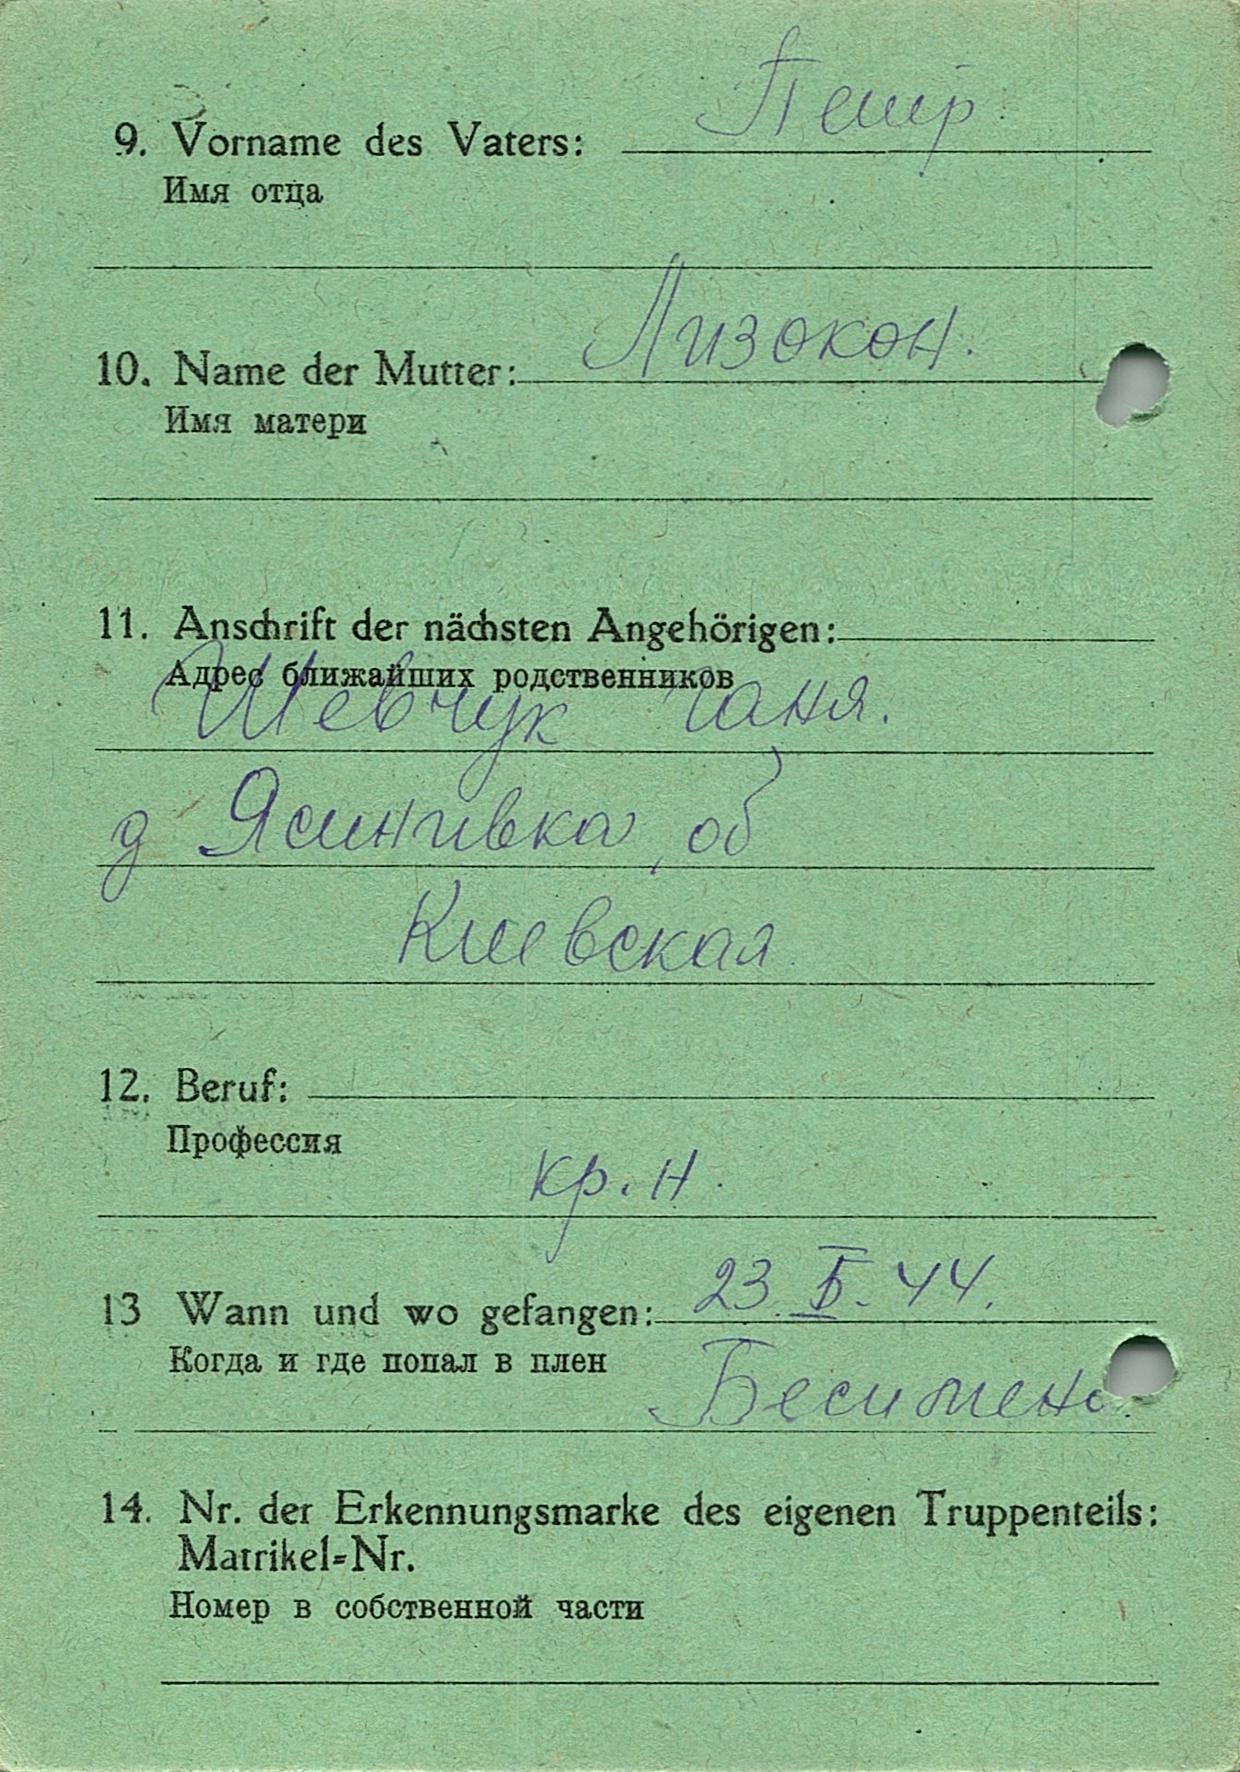 9. Vorname des Vaters: Петр
Имя отца
10. Name der Mutter: Лизокон.
Имя матери
11. Anschrift der nächsten Angehörigen:
Адрес ближайших родственников
Шевчук Ганя.
д Ясинивка, об
Киевская
12. Beruf:
Профессия
кр. н.
13 Wann und wo gefangen: 23. 44.
Когда и где попал в плен
14. Nr. der Erkennungsmarke des eigenen Truppenteils:
Matrikel=Nr.
Номер в собственной части